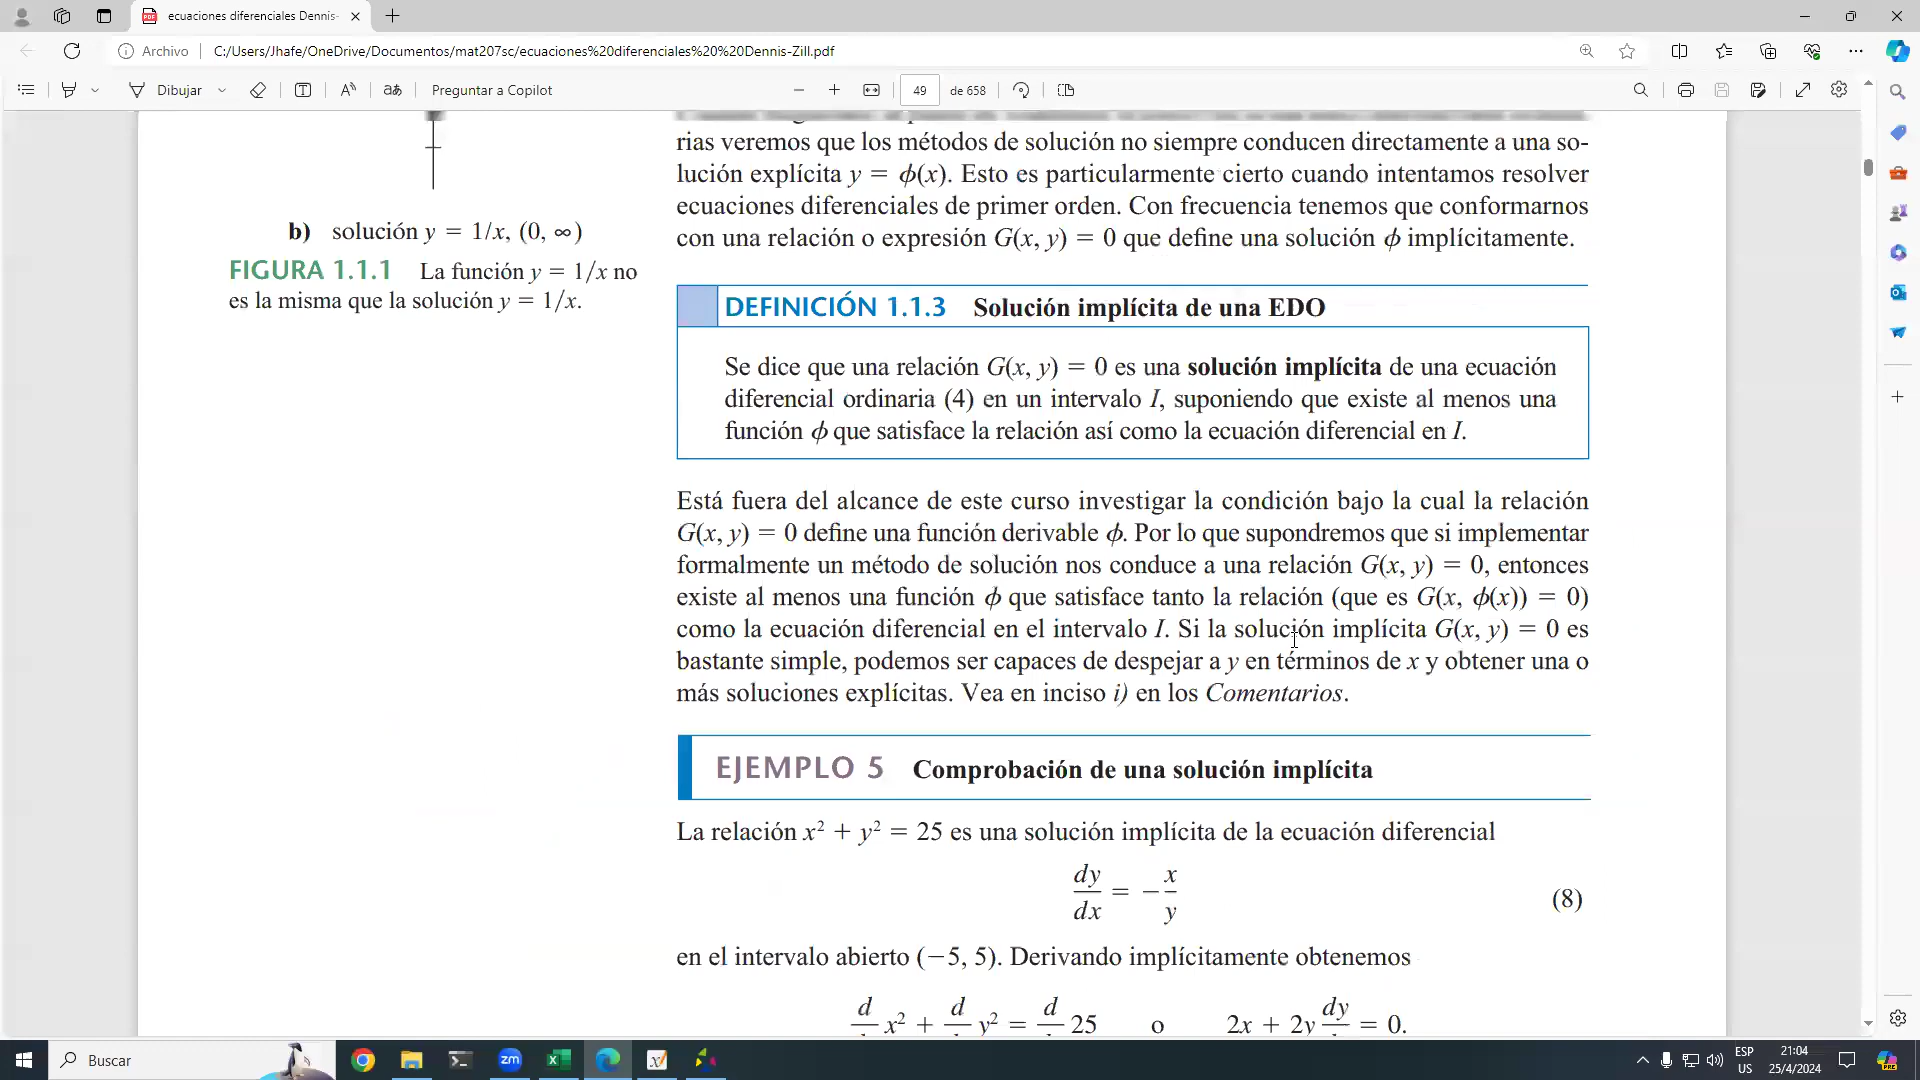 ecuaciones diferenciales Dennis-
Archivo
C:/Users/Jhafe/OneDrive/Documentos/mat207sc/ecuaciones%20diferenciales%20%20Dennis-Zill.pdf
Dibujar
aあ
Preguntar a Copilot
49
de 658
rias veremos que los métodos de solución no siempre conducen directamente a una so-
lución explícita y = ϕ(x). Esto es particularmente cierto cuando intentamos resolver
ecuaciones diferenciales de primer orden. Con frecuencia tenemos que conformarnos
con una relación o expresión G(x, y) = 0 que define una solución ϕ implícitamente.
b) solución y = 1/x, (0, ∞)
FIGURA 1.1.1 La función y = 1/x no
es la misma que la solución y = 1/x.
DEFINICIÓN 1.1.3 Solución implícita de una EDO
Se dice que una relación G(x, y) = 0 es una solución implícita de una ecuación
diferencial ordinaria (4) en un intervalo I, suponiendo que existe al menos una
función ϕ que satisface la relación así como la ecuación diferencial en I.
Está fuera del alcance de este curso investigar la condición bajo la cual la relación
G(x, y) = 0 define una función derivable ϕ. Por lo que supondremos que si implementar
formalmente un método de solución nos conduce a una relación G(x, y) = 0, entonces
existe al menos una función ϕ que satisface tanto la relación (que es G(x, ϕ(x)) = 0)
como la ecuación diferencial en el intervalo I. Si la solución implícita G(x, y) = 0 es
bastante simple, podemos ser capaces de despejar a y en términos de x y obtener una o
más soluciones explícitas. Vea en inciso i) en los Comentarios.
EJEMPLO 5 Comprobación de una solución implícita
La relación x² + y² = 25 es una solución implícita de la ecuación diferencial
dy/dx = −x/y (8)
en el intervalo abierto (−5, 5). Derivando implícitamente obtenemos
d x² + d y² = d 25 o 2x + 2y dy = 0.
Buscar
zm
ESP
US
21:04
25/4/2024